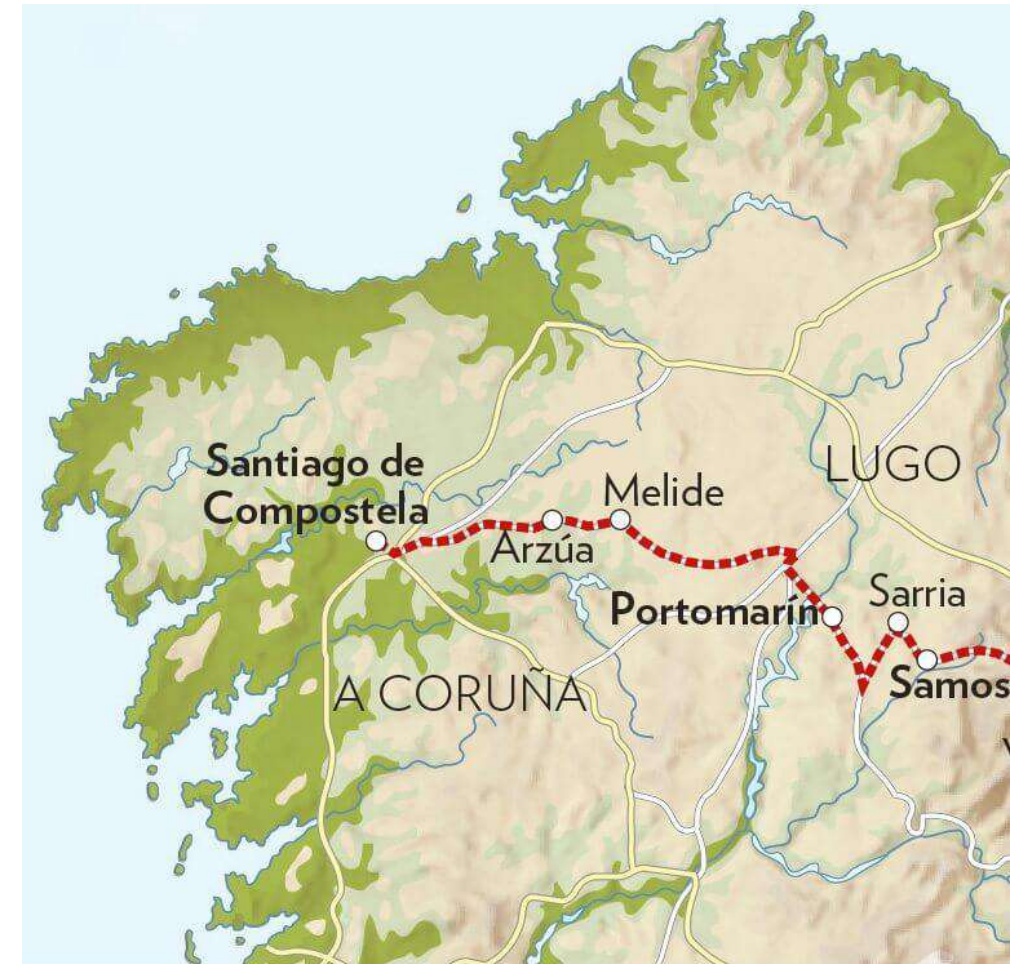 Santiago de
Compostela
Arzúa
Melide
LUGO
Portomarín
Sarria
Samos
A CORUÑA